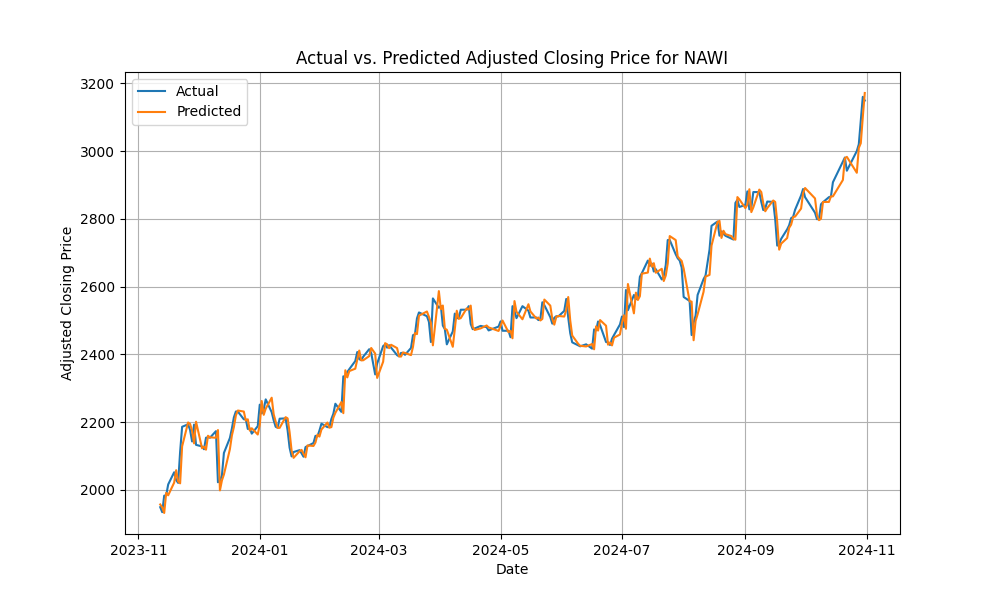 Actual vs. Predicted Adjusted Closing Price for NAWI
Actual
Predicted
Adjusted Closing Price
3200
3000
2800
2600
2400
2200
2000
2023-11 2024-01 2024-03 2024-05 2024-07 2024-09 2024-11
Date